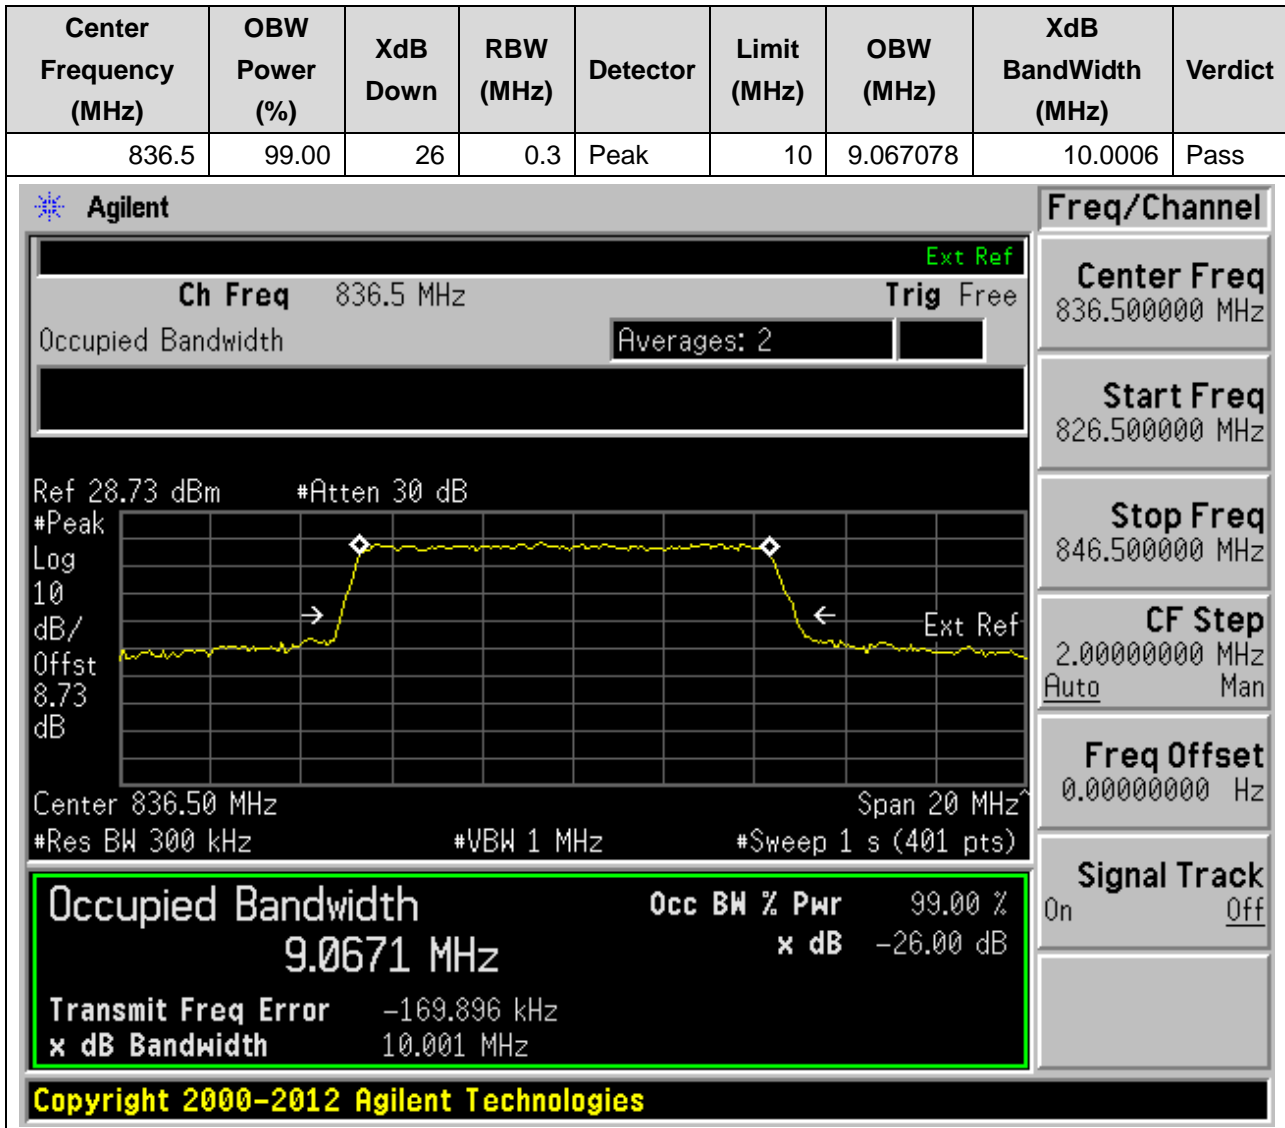 Center Frequency (MHz) OBW Power (%) XdB Down RBW (MHz) Detector Limit (MHz) OBW (MHz) XdB BandWidth (MHz) Verdict
836.5 99.00 26 0.3 Peak 10 9.067078 10.0006 Pass
Agilent
Freq/Channel
Ext Ref
Ch Freq 836.5 MHz Trig Free
Occupied Bandwidth Averages: 2
Center Freq
836.500000 MHz
Start Freq
826.500000 MHz
Stop Freq
846.500000 MHz
CF Step
2.00000000 MHz
Auto Man
Freq Offset
0.00000000 Hz
Signal Track
On Off
Ref 28.73 dBm #Atten 30 dB
#Peak
Log
10
dB/
Offst
8.73
dB
Ext Ref
Center 836.50 MHz Span 20 MHz^
#Res BW 300 kHz #VBW 1 MHz #Sweep 1 s (401 pts)
Occupied Bandwidth
9.0671 MHz
Occ BW % Pwr 99.00 %
x dB -26.00 dB
Transmit Freq Error -169.896 kHz
x dB Bandwidth 10.001 MHz
Copyright 2000-2012 Agilent Technologies